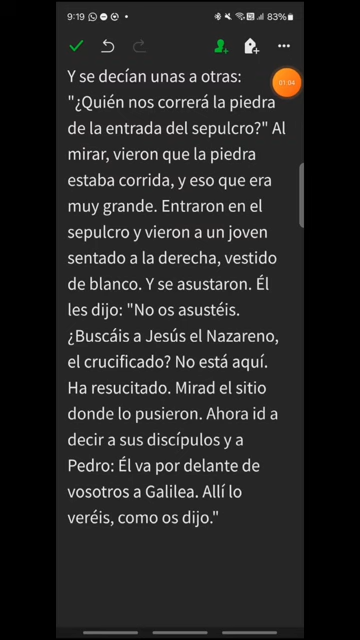 9:19
83%
01:04
Y se decían unas a otras:
"¿Quién nos correrá la piedra
de la entrada del sepulcro?" Al
mirar, vieron que la piedra
estaba corrida, y eso que era
muy grande. Entraron en el
sepulcro y vieron a un joven
sentado a la derecha, vestido
de blanco. Y se asustaron. Él
les dijo: "No os asustéis.
¿Buscáis a Jesús el Nazareno,
el crucificado? No está aquí.
Ha resucitado. Mirad el sitio
donde lo pusieron. Ahora id a
decir a sus discípulos y a
Pedro: Él va por delante de
vosotros a Galilea. Allí lo
veréis, como os dijo."